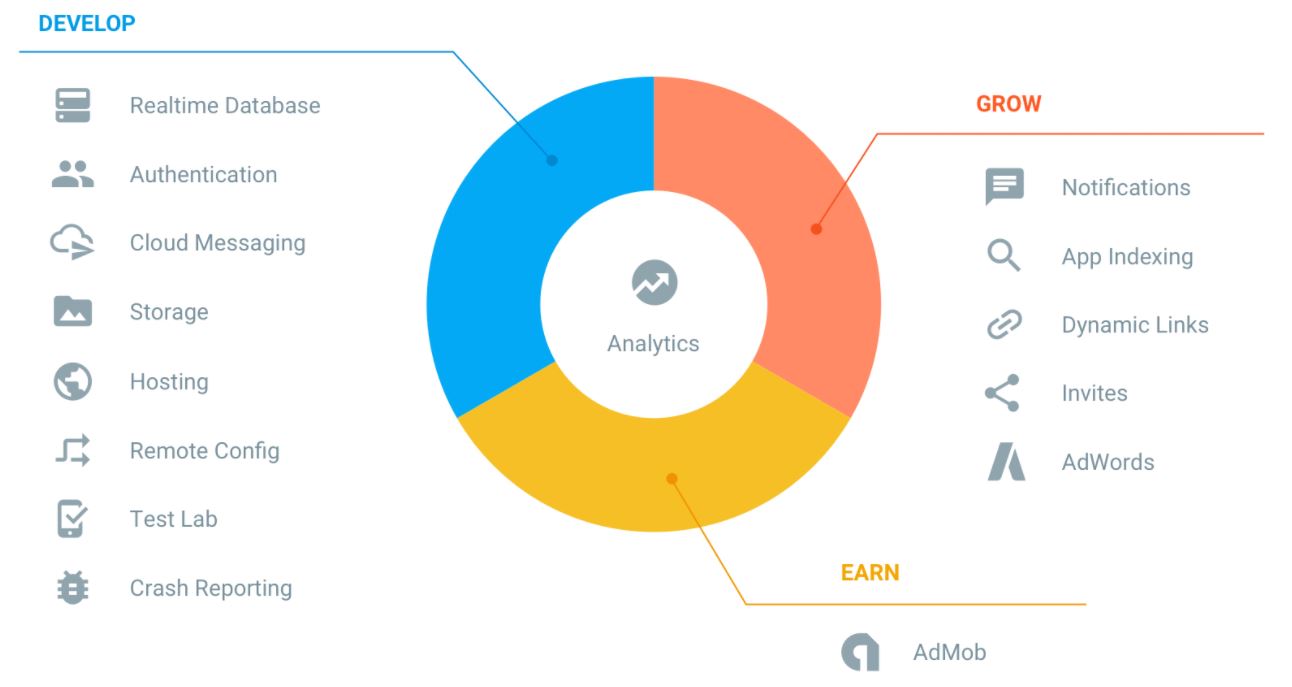 DEVELOP
Realtime Database
Authentication
Cloud Messaging
Storage
Hosting
Remote Config
Test Lab
Crash Reporting
Analytics
GROW
Notifications
App Indexing
Dynamic Links
Invites
AdWords
EARN
AdMob